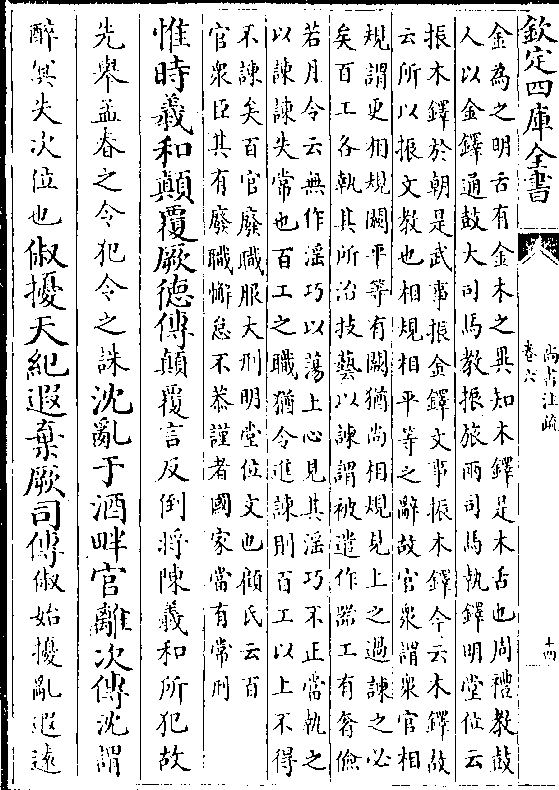 欽定四庫全書
尚書注疏
卷六
十四
金為之明舌有金木之異知木鐸是木舌也周禮教鼓
人以金鐸通鼓大司馬教振旅兩司馬執鐸明堂位云
振木鐸於朝是武事振金鐸文事振木鐸今云木鐸故
云所以振文教也相規相平等之辭故官衆謂衆官相
規謂更相規闕平等有闕猶尚相規見上之過諫之必
矣百工各執其所治技藝以諫謂被遣作器工有奢儉
若月令云無作淫巧以蕩上心見其淫巧不正當執之
以諫諫失常也百工之職猶令進諫則百工以上不得
不諫矣百官廢職服大刑明堂位文也顧氏云百
官衆臣其有廢職懈怠不恭謹者國家當有常刑
惟時羲和顛覆厥德傳顛覆言反倒將陳羲和所犯故
先舉孟春之令犯令之誅沈亂于酒畔官離次傳沈謂
醉冥失次位也俶擾天紀遐棄厥司傳俶始擾亂遐遠